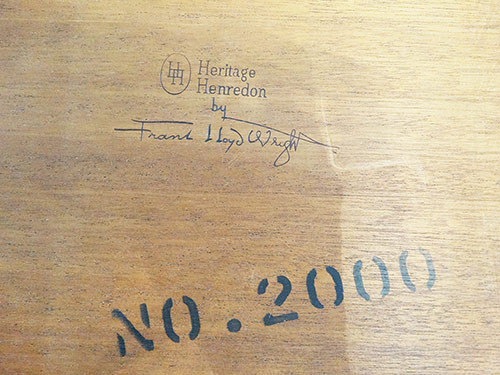 HH Heritage
Henredon
by
Frank Lloyd Wright
NO. 2000